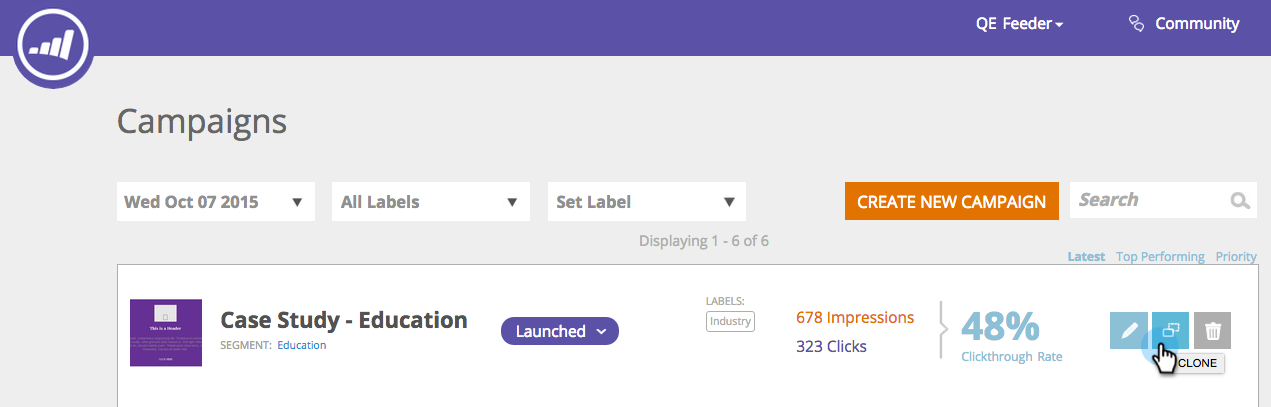 QE Feeder
Community
Campaigns
Wed Oct 07 2015
All Labels
Set Label
CREATE NEW CAMPAIGN
Search
Displaying 1 - 6 of 6
Latest Top Performing Priority
This is a Header
Case Study - Education
SEGMENT: Education
Launched
LABELS:
Industry
678 Impressions
323 Clicks
48%
Clickthrough Rate
CLONE